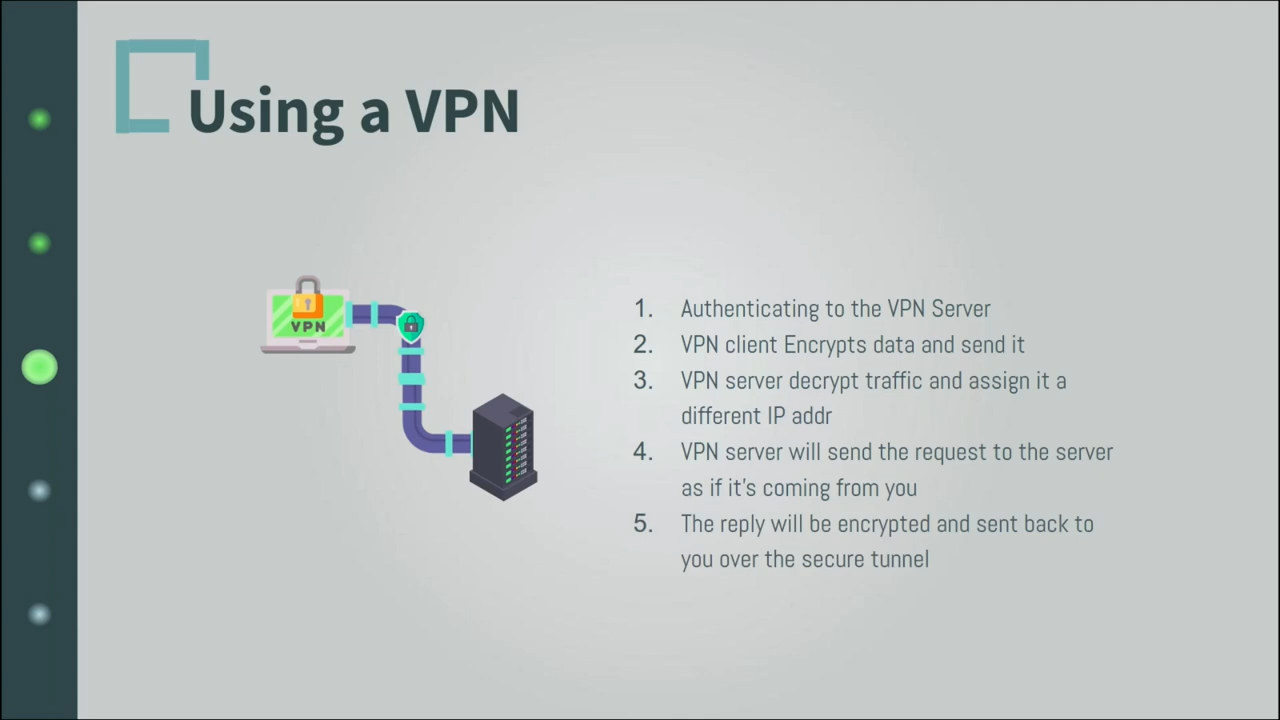 Using a VPN
VPN
1. Authenticating to the VPN Server
2. VPN client Encrypts data and send it
3. VPN server decrypt traffic and assign it a
different IP addr
4. VPN server will send the request to the server
as if it's coming from you
5. The reply will be encrypted and sent back to
you over the secure tunnel